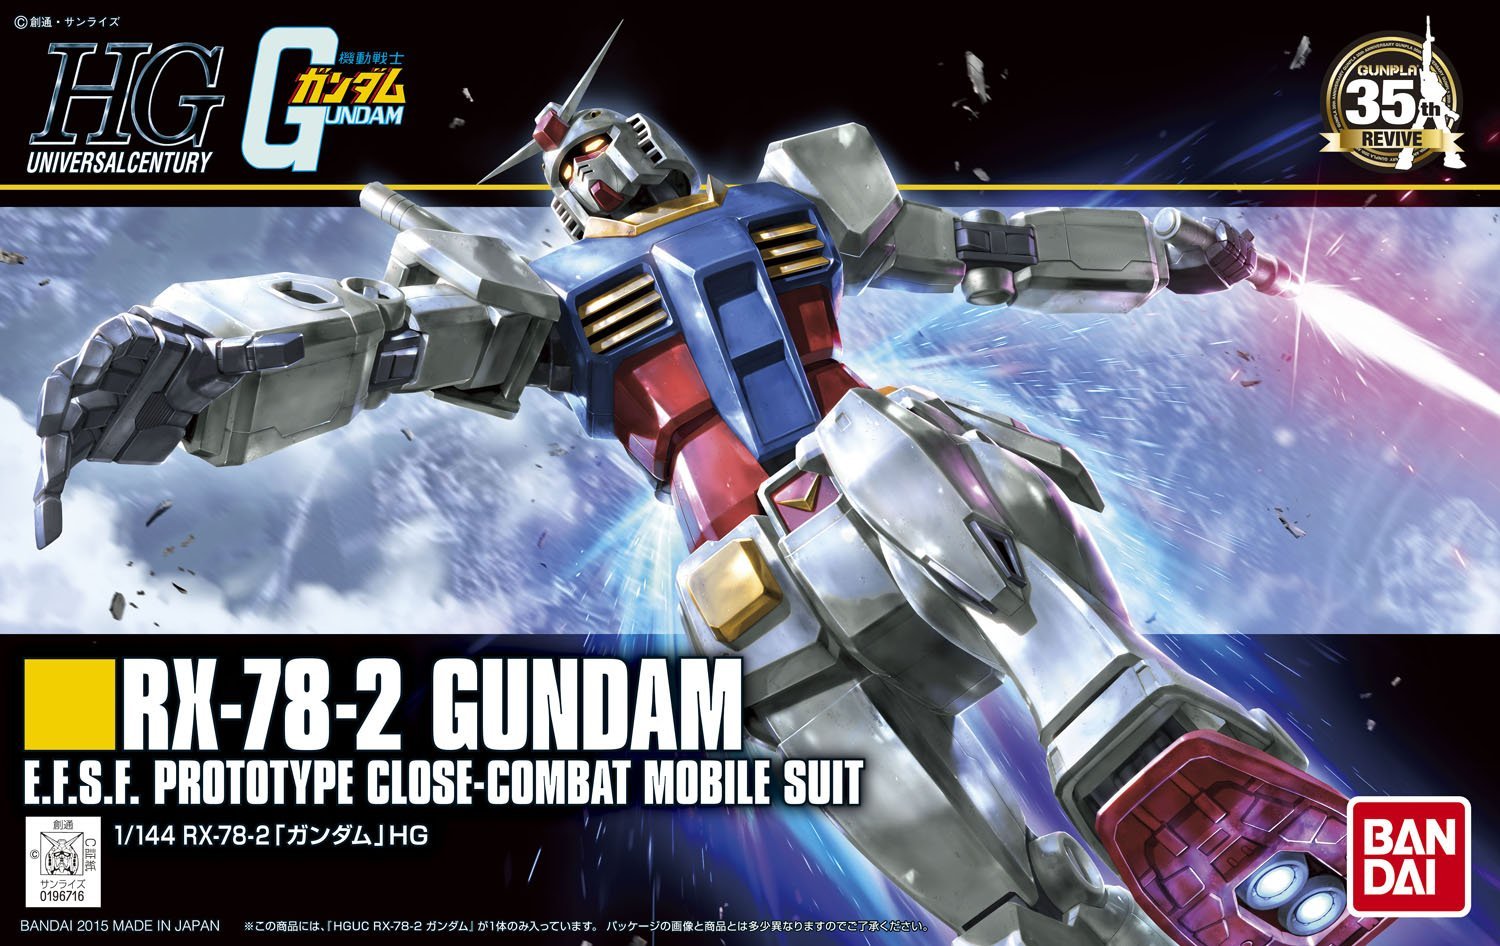 ©創通・サンライズ
HG
UNIVERSAL CENTURY
機動戦士
ガンダム
GUNDAM
GUNPLA
35th
REVIVE
RX-78-2 GUNDAM
E.F.S.F. PROTOTYPE CLOSE-COMBAT MOBILE SUIT
1/144 RX-78-2「ガンダム」HG
創通
©
証紙
サンライズ
0196716
BANDAI 2015 MADE IN JAPAN
※この商品には、『HGUC RX-78-2 ガンダム』が1体のみ入っています。 パッケージの画像と商品とは多少異なりますのでご了承ください。
BAN
DAI